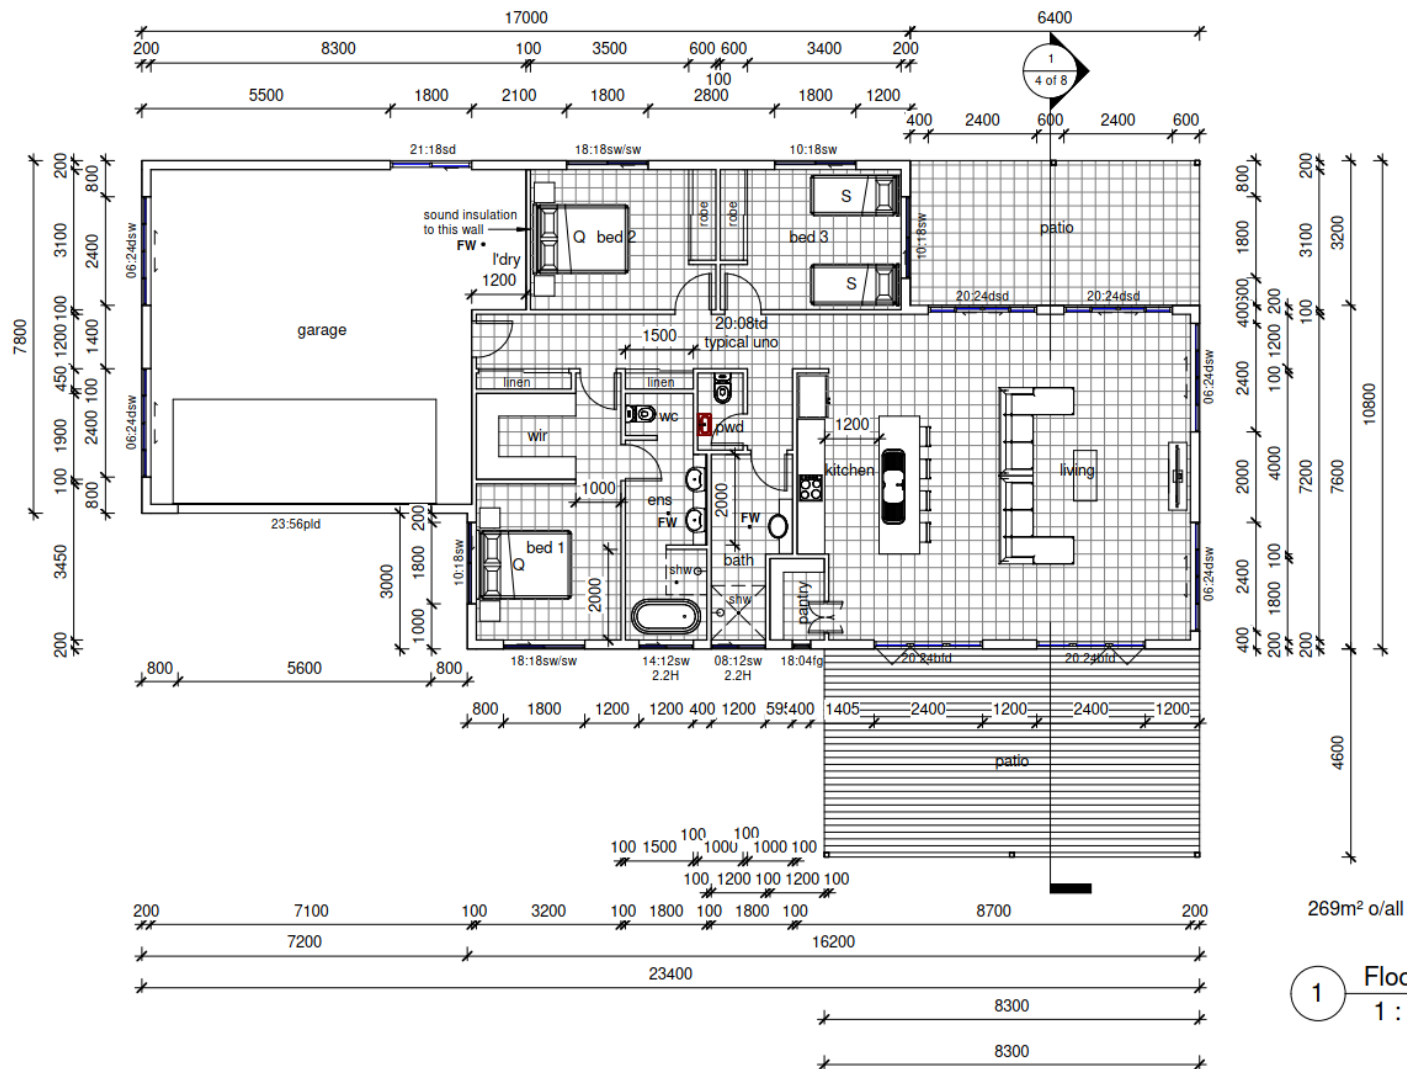 17000 6400
200 8300 100 3500 600 600 3400 200
100
1
4 of 8
5500 1800 2100 1800 2800 1800 1200
400 2400 600 2400 600
21:18sd 18:18sw/sw 10:18sw
200 800 800 200
sound insulation
to this wall
FW
l'dry
1200
Q bed 2
robe robe
bed 3
S
S
10:18sw
patio
06:24dsw
3100 2400
1800 3100 3200
20:24dsd 20:24dsd
600 400 200 100
7800
100 1200 1400
garage
20:08td
typical uno
1500
1200 2400 100
06:24dsw
10800
450 100
linen linen
wc
pwd
wir
1200
kitchen
living
06:24dsw
1900 2400
2000 4000 7200 7600
100 800
1000
ens
FW
2000
FW
200
23:56pld
3450 3000 1800
10:18sw
bed 1
Q
2000
bath
shw
shw
pantry
100 2400 1800
06:24dsw
200 1000
400 200 200
18:18sw/sw 14:12sw 08:12sw 18:04fg 20:24bfd 20:24bfd
2.2H 2.2H
800 5600 800
800 1800 1200 1200 400 1200 595 400 1405 2400 1200 2400 1200
patio
4600
100 100
100 1500 1000 1000 100
100 1200 100 1200 100
200 7100 100 3200 100 1800 100 1800 100 8700 200
269m² o/all
7200 16200
23400
1
1 :
8300
8300